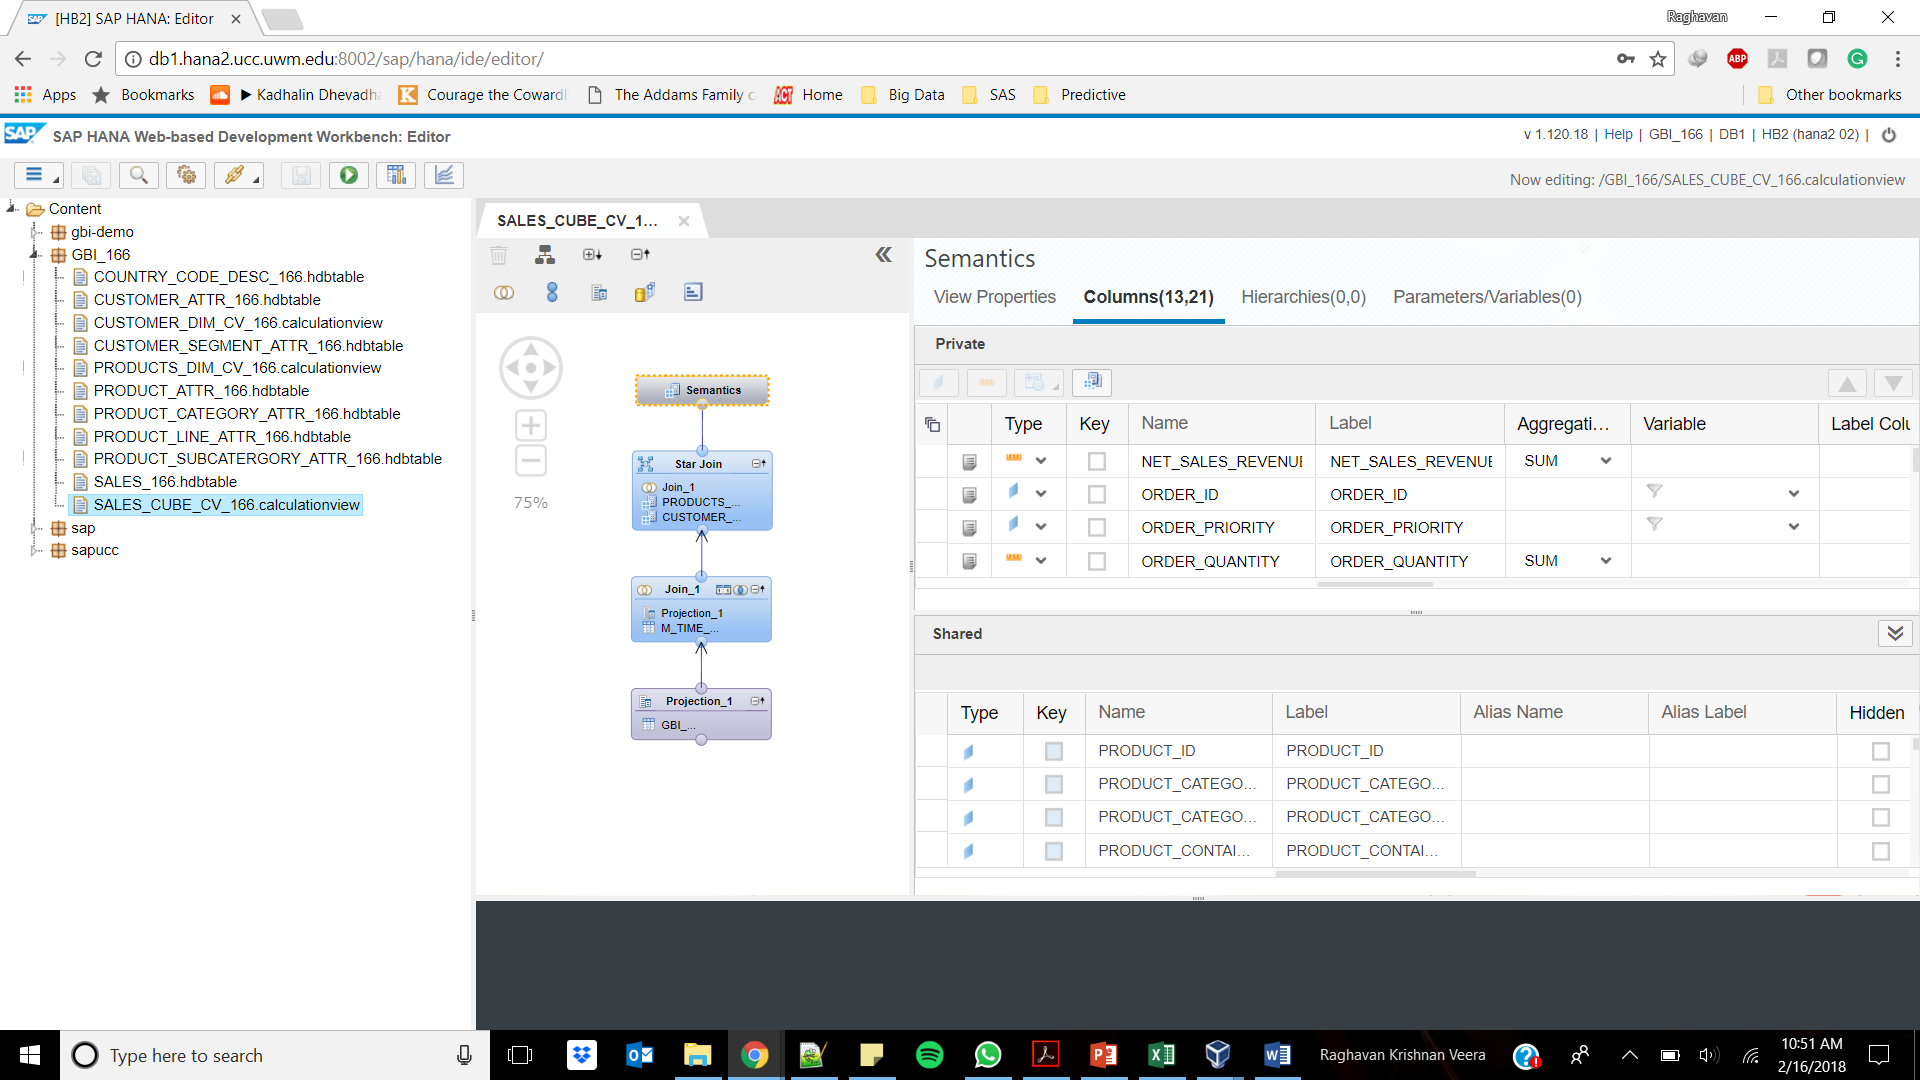 [HB2] SAP HANA: Editor
Raghavan
db1.hana2.ucc.uwm.edu:8002/sap/hana/ide/editor/
ABP
Apps Bookmarks ▶ Kadhalin Dhevadha Courage the Cowardl The Addams Family c ACT Home Big Data SAS Predictive Other bookmarks
SAP SAP HANA Web-based Development Workbench: Editor
v 1.120.18 | Help | GBI_166 | DB1 | HB2 (hana2 02) |
Now editing: /GBI_166/SALES_CUBE_CV_166.calculationview
Content
gbi-demo
GBI_166
COUNTRY_CODE_DESC_166.hdbtable
CUSTOMER_ATTR_166.hdbtable
CUSTOMER_DIM_CV_166.calculationview
CUSTOMER_SEGMENT_ATTR_166.hdbtable
PRODUCTS_DIM_CV_166.calculationview
PRODUCT_ATTR_166.hdbtable
PRODUCT_CATEGORY_ATTR_166.hdbtable
PRODUCT_LINE_ATTR_166.hdbtable
PRODUCT_SUBCATERGORY_ATTR_166.hdbtable
SALES_166.hdbtable
SALES_CUBE_CV_166.calculationview
sap
sapucc
SALES_CUBE_CV_1...
75%
Semantics
Star Join
Join_1
PRODUCTS_...
CUSTOMER_...
Join_1
Projection_1
M_TIME_...
Projection_1
GBI_...
Semantics
View Properties Columns(13,21) Hierarchies(0,0) Parameters/Variables(0)
Private
Type Key Name Label Aggregati... Variable Label Colu
NET_SALES_REVENUE NET_SALES_REVENUE SUM
ORDER_ID ORDER_ID
ORDER_PRIORITY ORDER_PRIORITY
ORDER_QUANTITY ORDER_QUANTITY SUM
Shared
Type Key Name Label Alias Name Alias Label Hidden
PRODUCT_ID PRODUCT_ID
PRODUCT_CATEGO... PRODUCT_CATEGO...
PRODUCT_CATEGO... PRODUCT_CATEGO...
PRODUCT_CONTAI... PRODUCT_CONTAI...
Type here to search
Raghavan Krishnan Veera
10:51 AM
2/16/2018